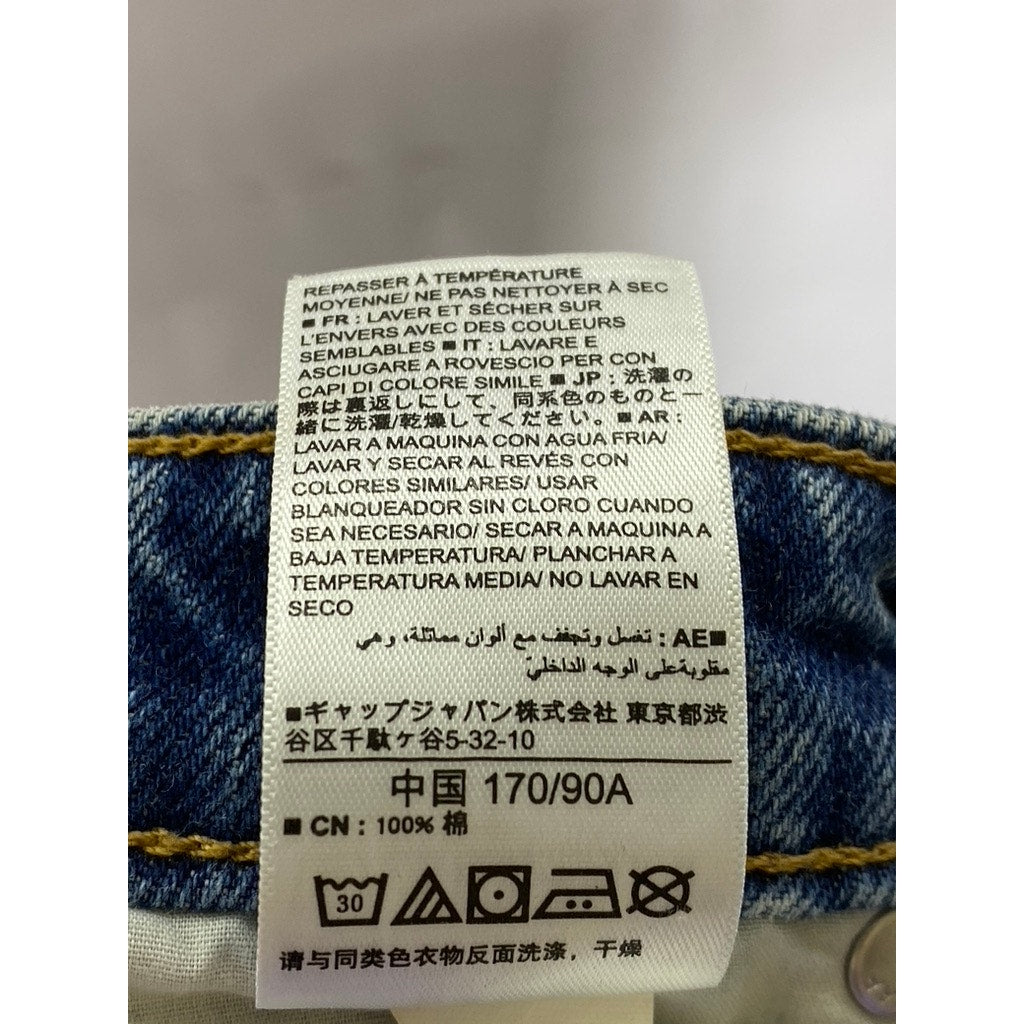 REPASSER À TEMPÉRATURE
MOYENNE/ NE PAS NETTOYER À SEC
■ FR : LAVER ET SÉCHER SUR
L'ENVERS AVEC DES COULEURS
SEMBLABLES ■ IT : LAVARE E
ASCIUGARE A ROVESCIO PER CON
CAPI DI COLORE SIMILE ■ JP : 洗濯の
際は裏返しにして、同系色のものと一
緒に洗濯/乾燥してください。■ AR :
LAVAR A MAQUINA CON AGUA FRIA/
LAVAR Y SECAR AL REVÉS CON
COLORES SIMILARES/ USAR
BLANQUEADOR SIN CLORO CUANDO
SEA NECESARIO/ SECAR A MAQUINA A
BAJA TEMPERATURA/ PLANCHAR A
TEMPERATURA MEDIA/ NO LAVAR EN
SECO
■AE : تغسل وتجفف مع ألوان مماثلة، وهي
مقلوبة على الوجه الداخليّ
■ギャップジャパン株式会社 東京都渋
谷区千駄ヶ谷5-32-10
中国 170/90A
■ CN : 100% 棉
30
请与同类色衣物反面洗涤，干燥